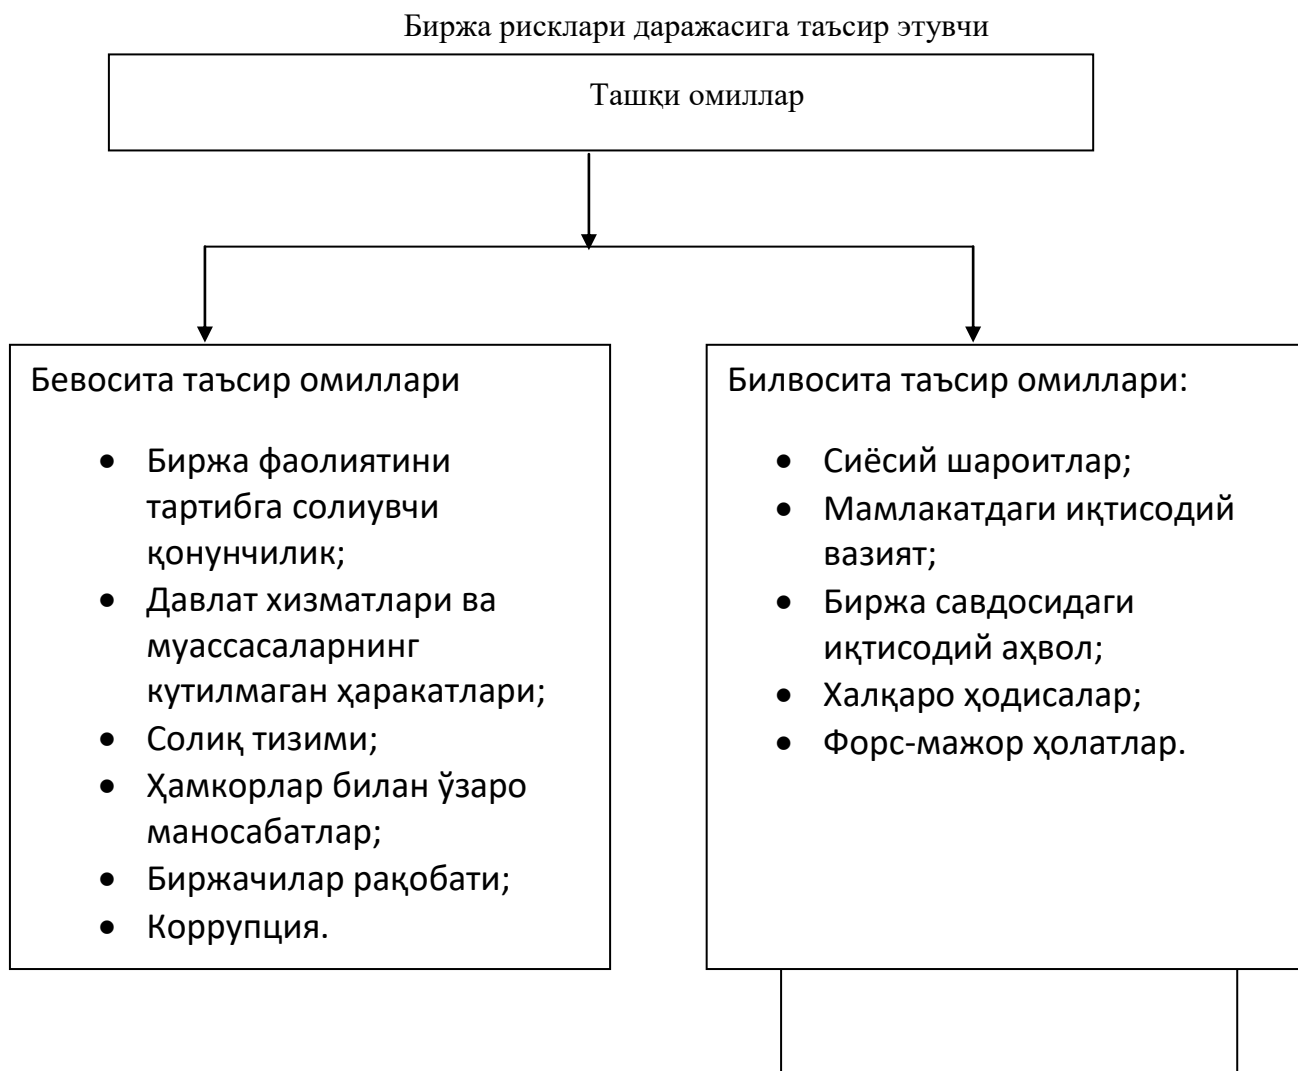 Биржа рисклари даражасига таъсир этувчи
Ташқи омиллар
Бевосита таъсир омиллари
• Биржа фаолиятини
тартибга солиувчи
қонунчилик;
• Давлат хизматлари ва
муассасаларнинг
кутилмаган ҳаракатлари;
• Солиқ тизими;
• Ҳамкорлар билан ўзаро
маносабатлар;
• Биржачилар рақобати;
• Коррупция.
Билвосита таъсир омиллари:
• Сиёсий шароитлар;
• Мамлакатдаги иқтисодий
вазият;
• Биржа савдосидаги
иқтисодий аҳвол;
• Халқаро ҳодисалар;
• Форс-мажор ҳолатлар.